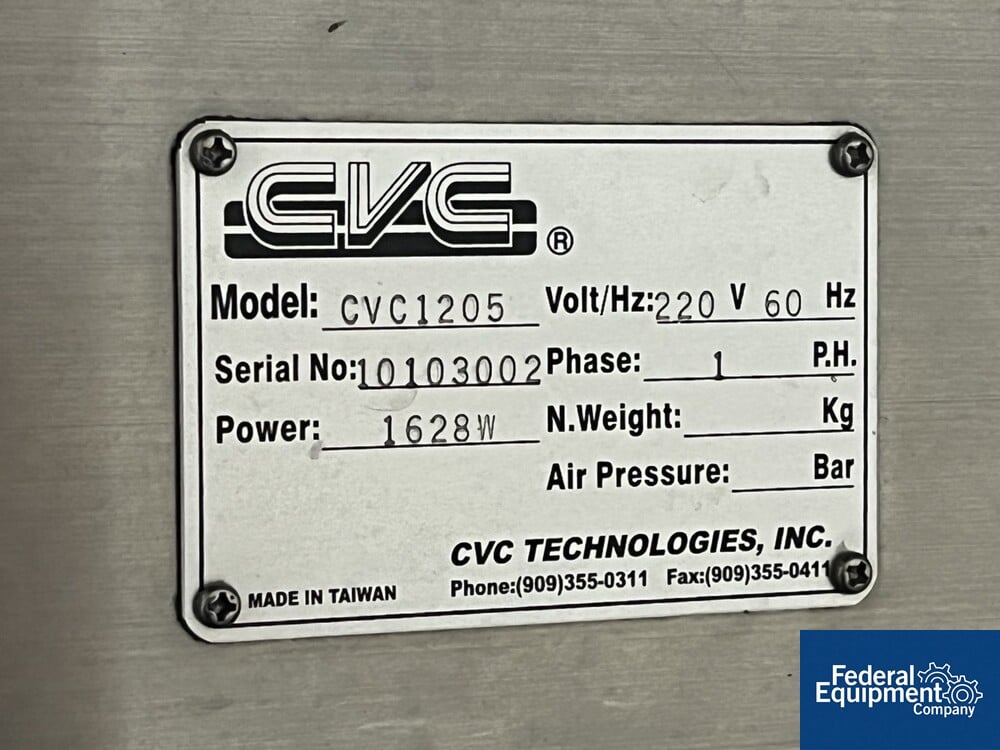 CVC®
Model: CVC1205 Volt/Hz: 220 V 60 Hz
Serial No: 10103002 Phase: 1 P.H.
Power: 1628W N.Weight: Kg
Air Pressure: Bar
CVC TECHNOLOGIES, INC.
MADE IN TAIWAN Phone:(909)355-0311 Fax:(909)355-0411
Federal
Equipment
Company